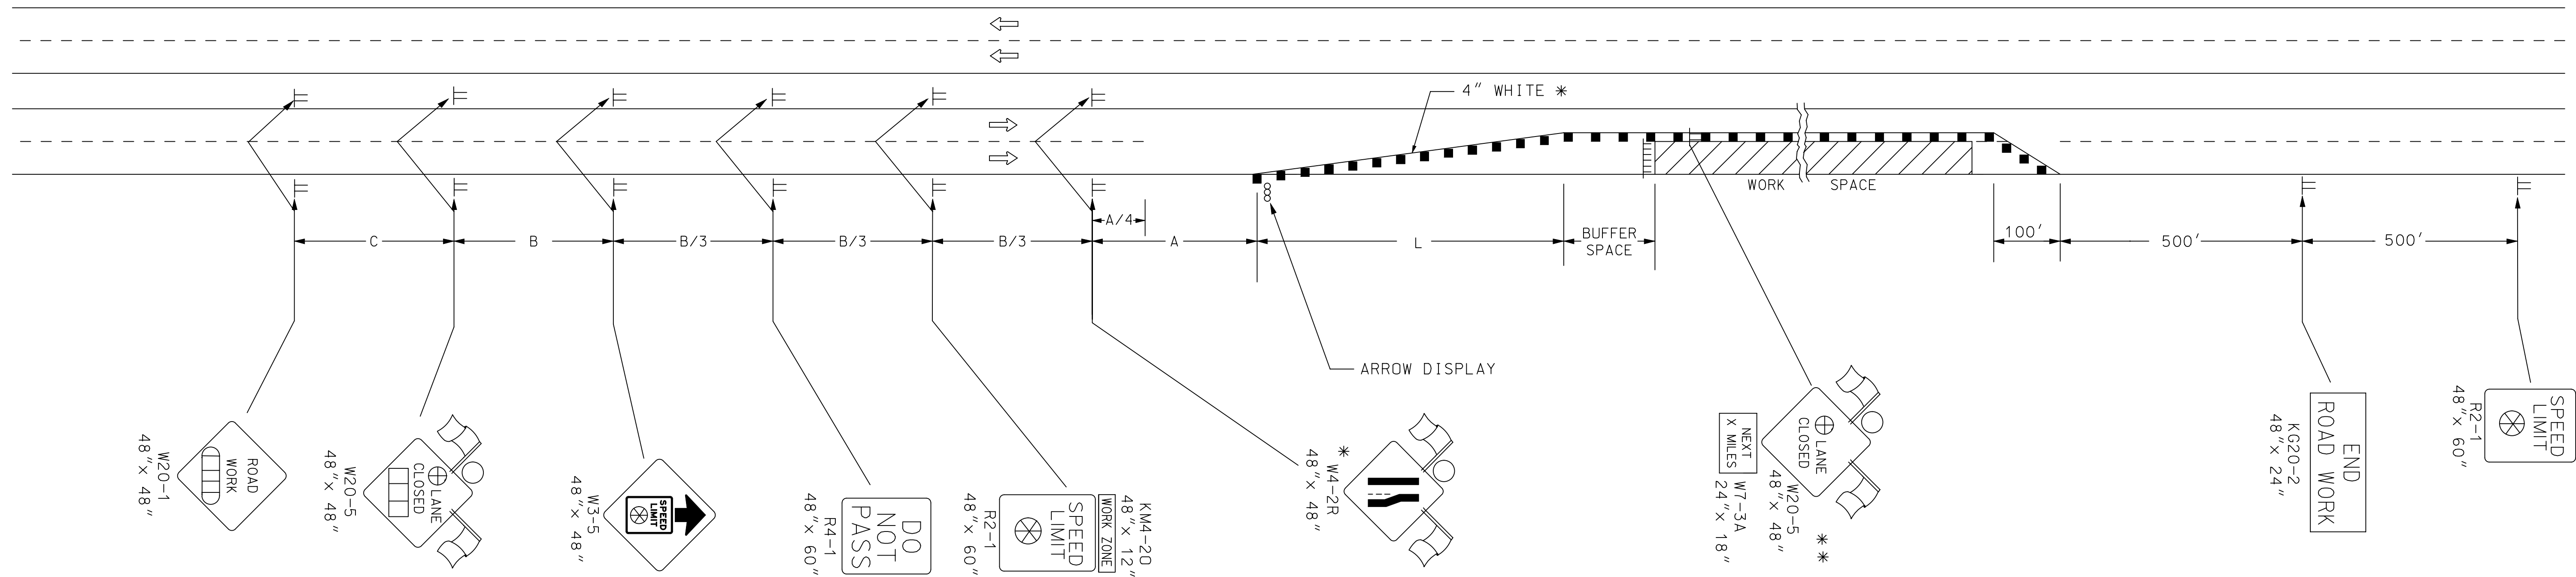 4" WHITE *
WORK SPACE
C
B
B/3
B/3
B/3
A/4
A
L
BUFFER
SPACE
100'
500'
500'
ARROW DISPLAY
ROAD
WORK
W20-1
48"x 48"
LANE
CLOSED
W20-5
48"x 48"
SPEED
LIMIT
W3-5
48"x 48"
DO
NOT
PASS
R4-1
48"x 60"
KM4-20
48"x 12"
WORK ZONE
SPEED
LIMIT
R2-1
48"x 60"
* W4-2R
48"x 48"
LANE
CLOSED
W20-5 **
48"x 48"
NEXT
X MILES
W7-3A
24"x 18"
END
ROAD WORK
KG20-2
48"x 24"
SPEED
LIMIT
R2-1
48"x 60"